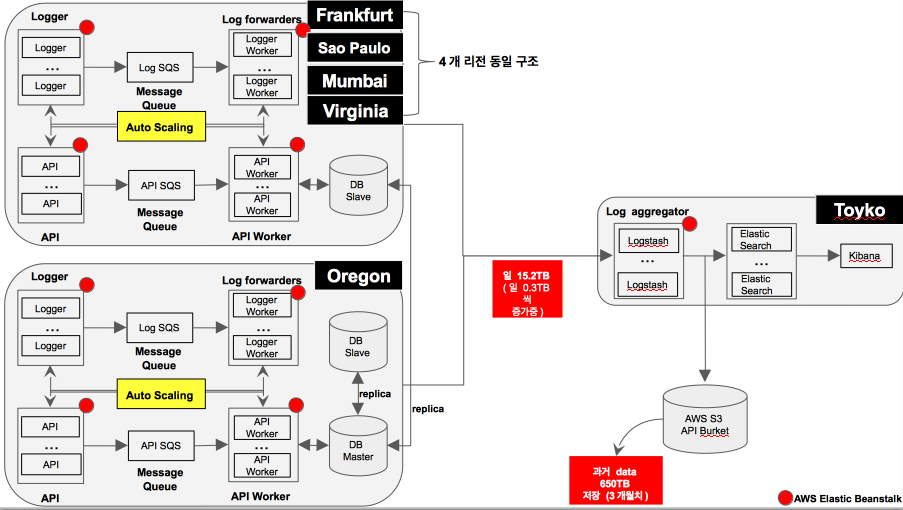 Logger
Log forwarders
Frankfurt
Sao Paulo
Mumbai
Virginia
4 개 리전 동일 구조
Logger
...
Logger
Log SQS
Message
Queue
Logger
Worker
...
Logger
Worker
Auto Scaling
API
...
API
API
API SQS
Message
Queue
API
Worker
...
API
Worker
API Worker
DB
Slave
Oregon
Logger
Log forwarders
Logger
...
Logger
Log SQS
Message
Queue
Logger
Worker
...
Logger
Worker
Auto Scaling
DB
Slave
replica
replica
API
...
API
API
API SQS
Message
Queue
API
Worker
...
API
Worker
API Worker
DB
Master
일 15.2TB
( 일 0.3TB
씩
증가중 )
Toyko
Log aggregator
Logstash
...
Logstash
Elastic
Search
...
Elastic
Search
Kibana
AWS S3
API Burket
과거 data
650TB
저장 (3 개월치 )
AWS Elastic Beanstalk